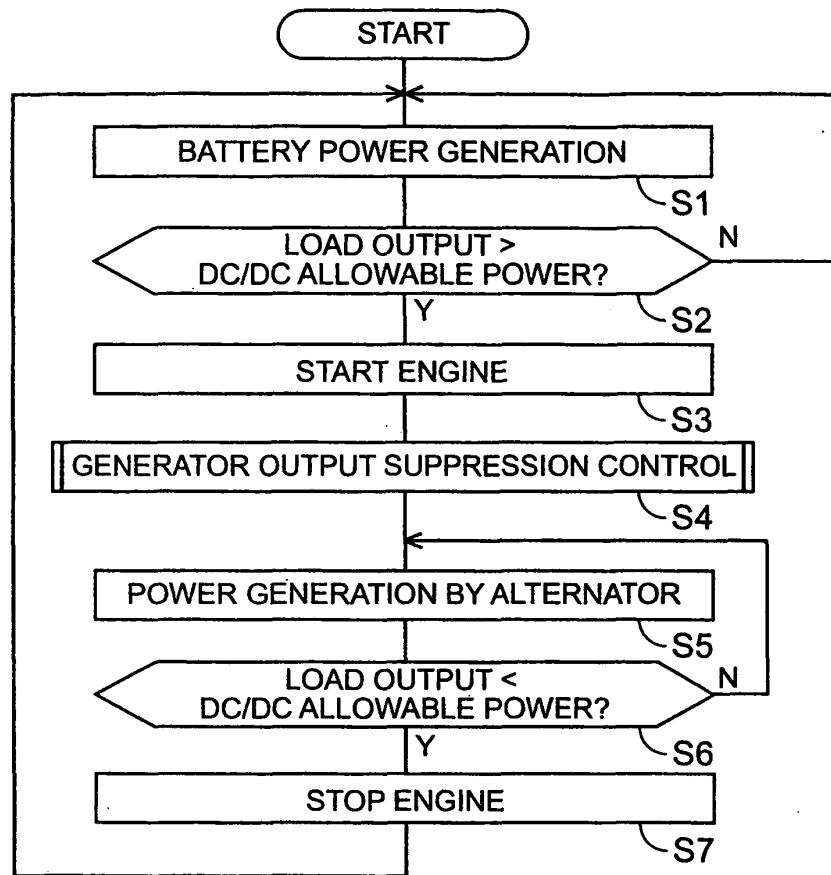 START
BATTERY POWER GENERATION
S1
LOAD OUTPUT >
DC/DC ALLOWABLE POWER?
N
S2
Y
START ENGINE
S3
GENERATOR OUTPUT SUPPRESSION CONTROL
S4
POWER GENERATION BY ALTERNATOR
S5
LOAD OUTPUT <
DC/DC ALLOWABLE POWER?
N
S6
Y
STOP ENGINE
S7